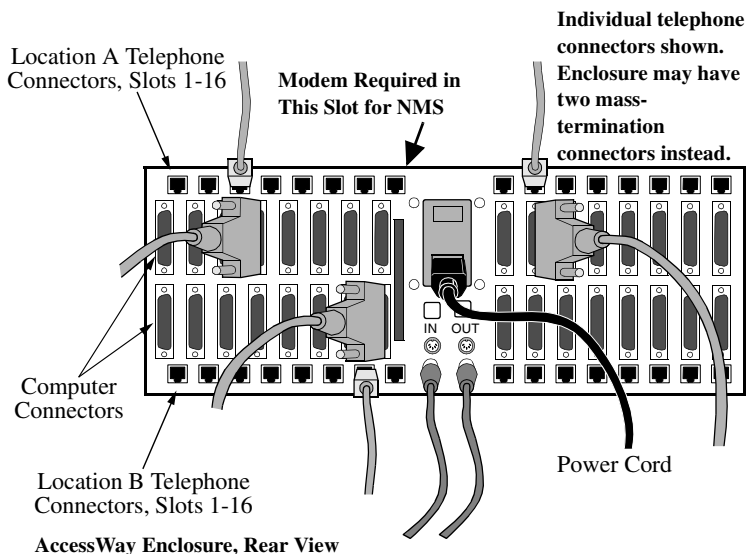 Location A Telephone
Connectors, Slots 1-16
Modem Required in
This Slot for NMS
Individual telephone
connectors shown.
Enclosure may have
two mass-
termination
connectors instead.
IN OUT
Computer
Connectors
Power Cord
Location B Telephone
Connectors, Slots 1-16
AccessWay Enclosure, Rear View